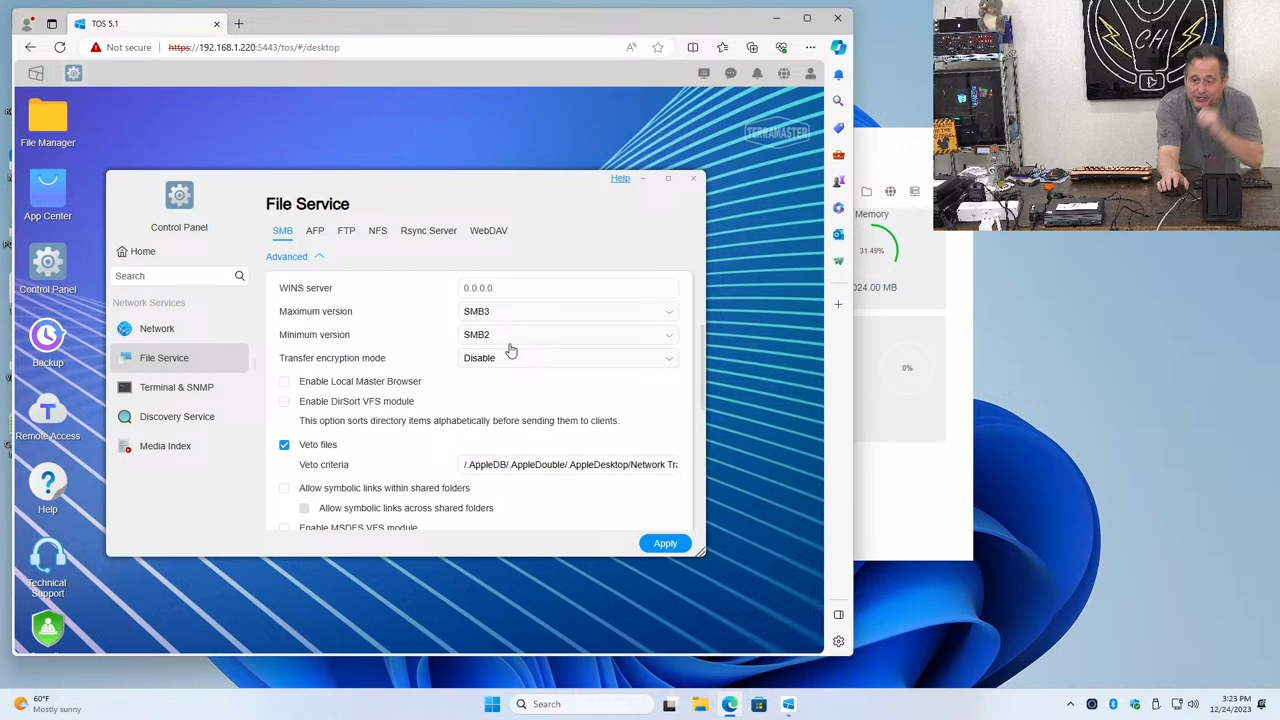 TOS 5.1
Not secure
https://192.168.1.220:5443/tos/#/desktop
File Manager
App Center
Control Panel
Backup
Remote Access
Help
Technical
Support
TERRAMASTER
Help
Control Panel
Home
Search
Network Services
Network
File Service
Terminal & SNMP
Discovery Service
Media Index
File Service
SMB AFP FTP NFS Rsync Server WebDAV
Advanced
WINS server 0.0.0.0
Maximum version SMB3
Minimum version SMB2
Transfer encryption mode Disable
Enable Local Master Browser
Enable DirSort VFS module
This option sorts directory items alphabetically before sending them to clients.
Veto files
Veto criteria /.AppleDB/.AppleDouble/.AppleDesktop/Network Tra
Allow symbolic links within shared folders
Allow symbolic links across shared folders
Enable MSDFS VFS module
Apply
Memory
31.49%
024.00 MB
0%
CH
60°F
Mostly sunny
Search
3:23 PM
12/24/2023